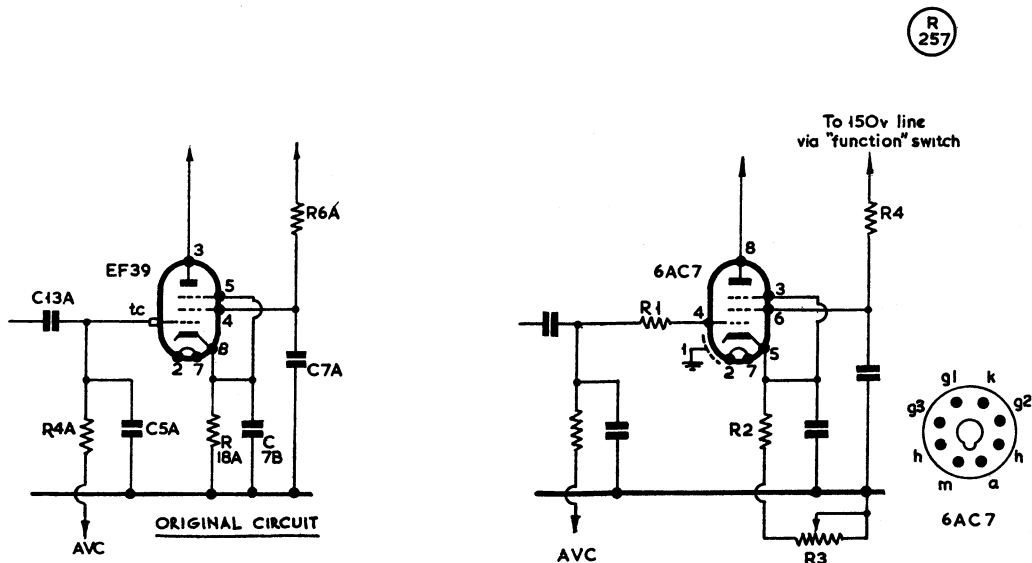 R
257
To 150v line
via "function" switch
R6A
R4
3
8
EF39
6AC7
5
3
C13A
tc
R1
4
4
6
8
1
5
2
7
2
7
C7A
g1
k
g3
g2
R4A
C5A
R
18A
C
7B
R2
h
h
m
a
ORIGINAL CIRCUIT
6AC7
AVC
AVC
R3